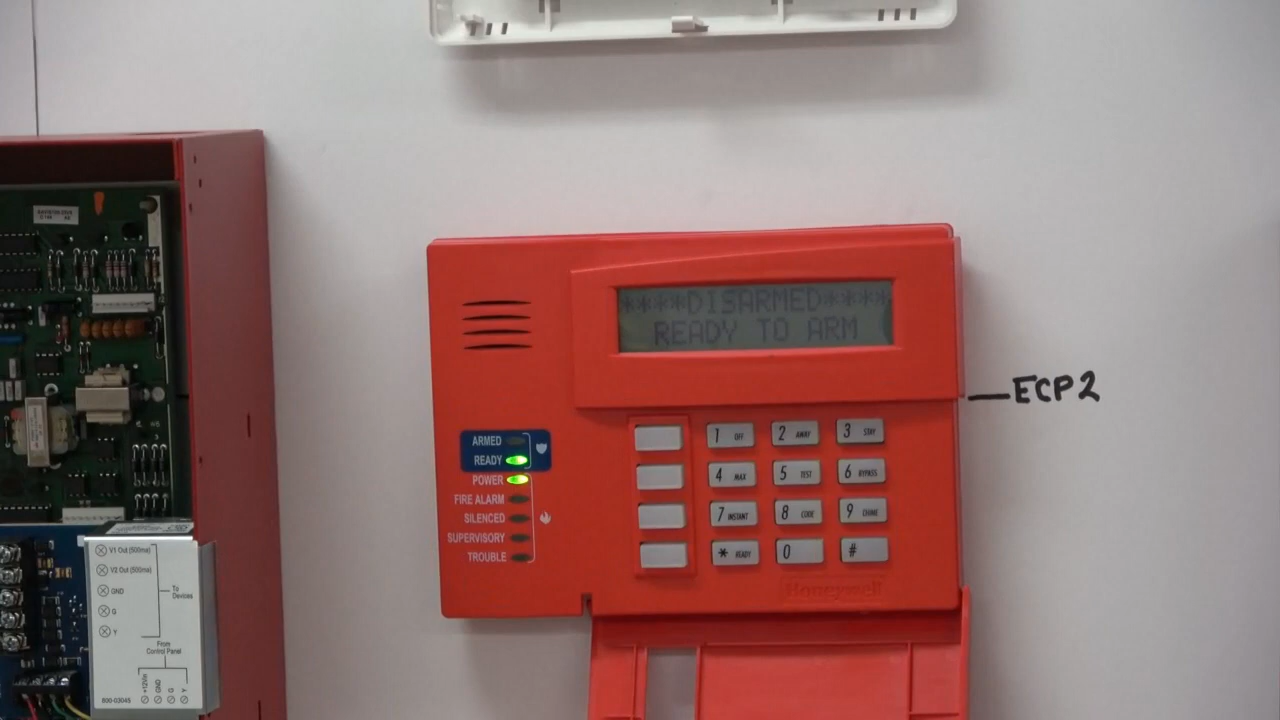 ****DISARMED****
READY TO ARM
ECP2
ARMED
READY
POWER
FIRE ALARM
SILENCED
SUPERVISORY
TROUBLE
1 OFF
2 AWAY
3 STAY
4 MAX
5 TEST
6 BYPASS
7 INSTANT
8 CODE
9 CHIME
* READY
0
#
Honeywell
V1 Out (500ma)
V2 Out (500ma)
GND
G
Y
To
Devices
From
Control Panel
+12Vin
GND
G
Y
800-03045